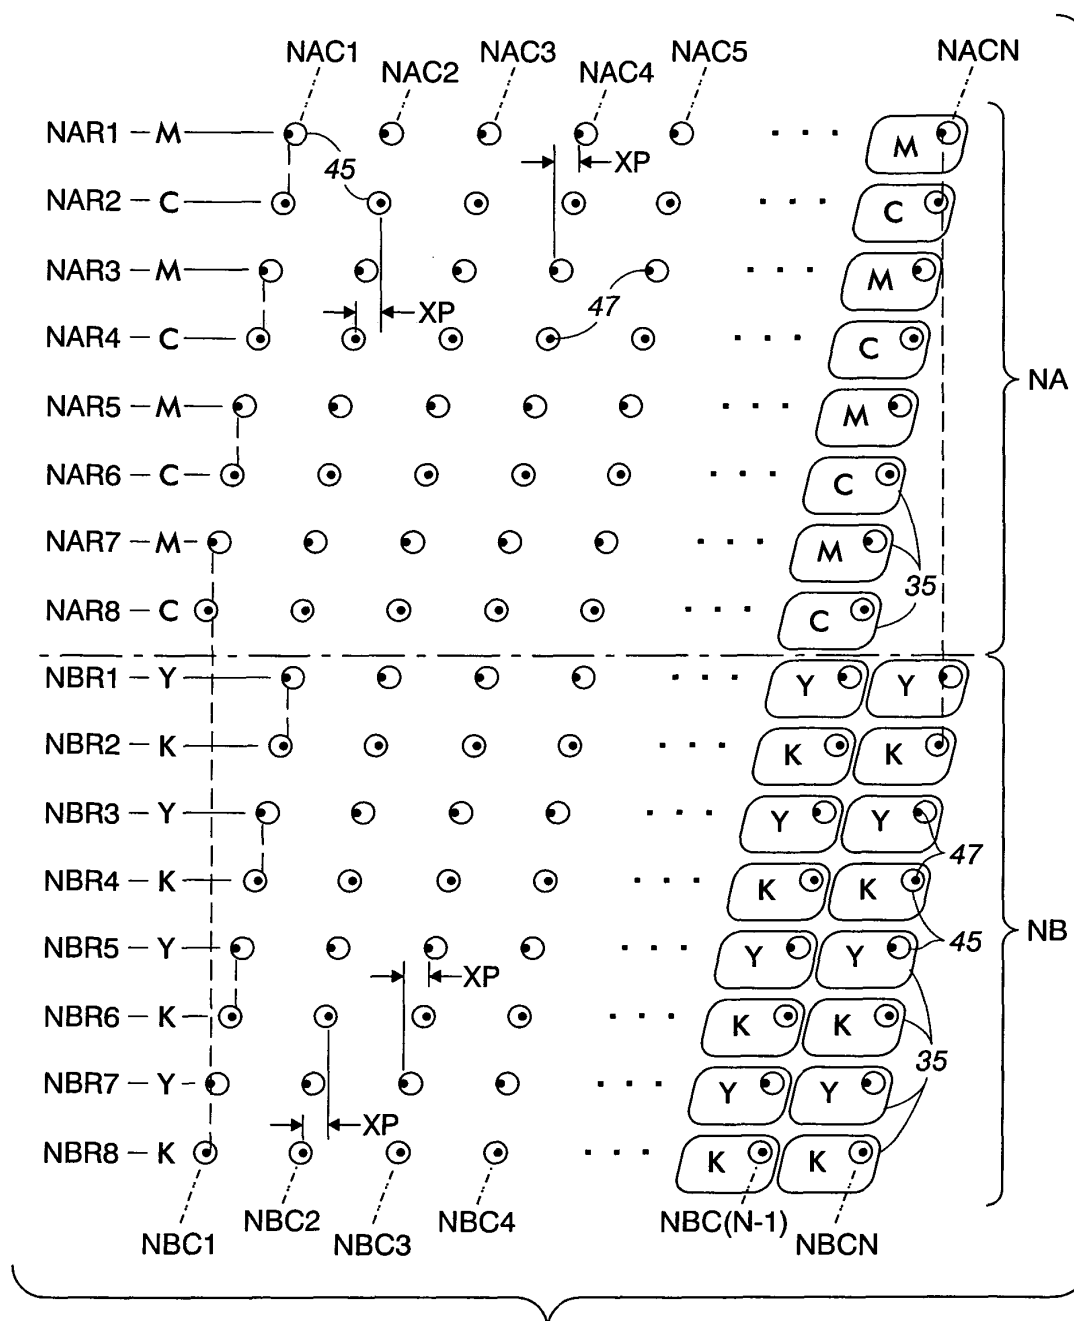 NAC1 NAC2 NAC3 NAC4 NAC5 NACN
NAR1 M M
45 XP
NAR2 C C
NAR3 M M
XP 47
NAR4 C C
NA
NAR5 M M
NAR6 C C
NAR7 M M
35
NAR8 C C
NBR1 Y Y Y
NBR2 K K K
NBR3 Y Y Y
47
NBR4 K K K
45 NB
NBR5 Y Y Y
XP
NBR6 K K K
35
NBR7 Y Y Y
XP
NBR8 K K K
NBC1 NBC2 NBC3 NBC4 NBC(N-1) NBCN